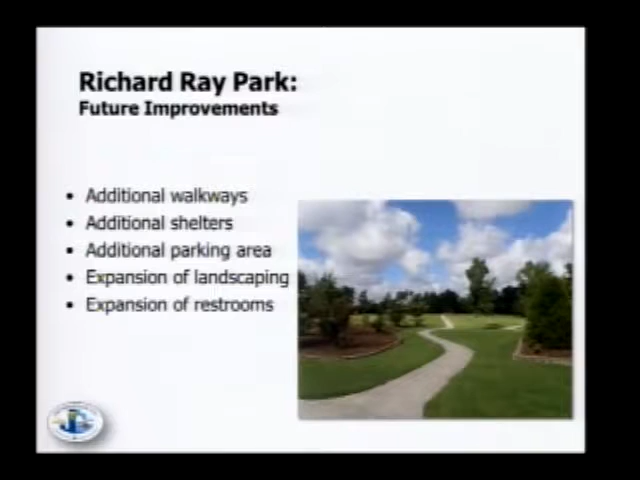 Richard Ray Park:
Future Improvements
• Additional walkways
• Additional shelters
• Additional parking area
• Expansion of landscaping
• Expansion of restrooms